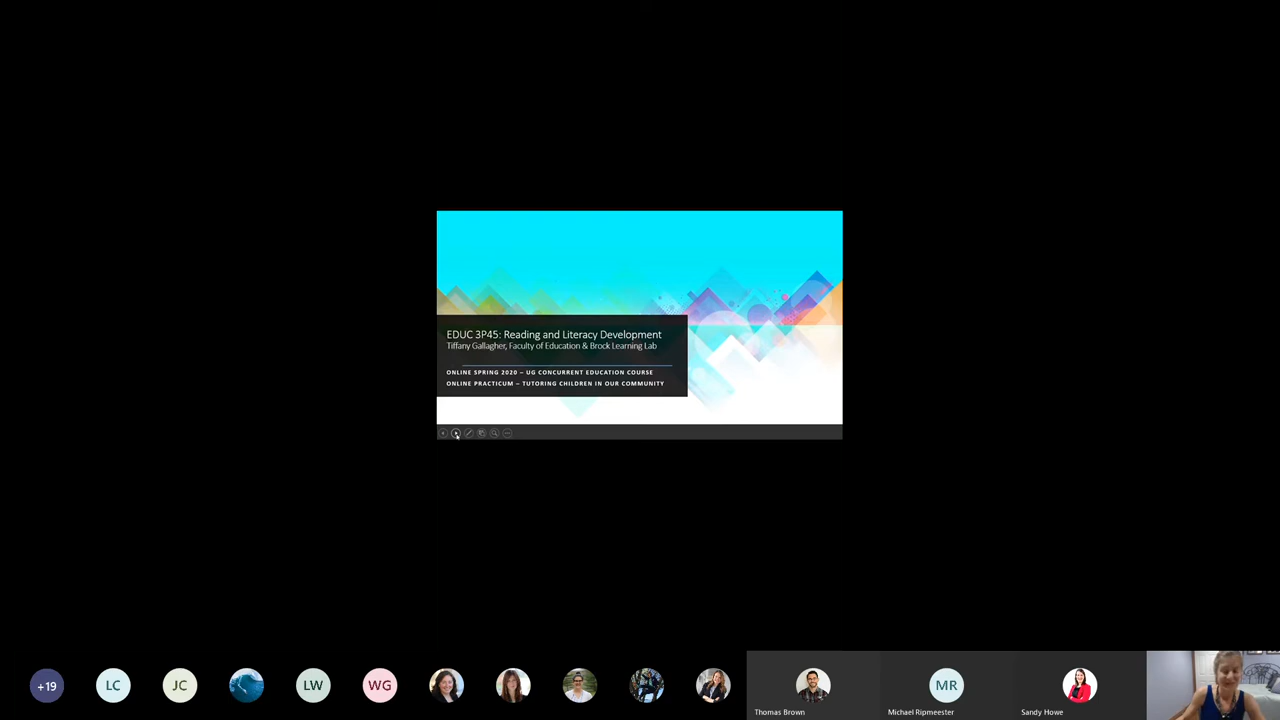 EDUC 3P45: Reading and Literacy Development
Tiffany Gallagher, Faculty of Education & Brock Learning Lab
ONLINE SPRING 2020 – UG CONCURRENT EDUCATION COURSE
ONLINE PRACTICUM – TUTORING CHILDREN IN OUR COMMUNITY
+19
LC
JC
LW
WG
MR
Thomas Brown
Michael Ripmeester
Sandy Howe